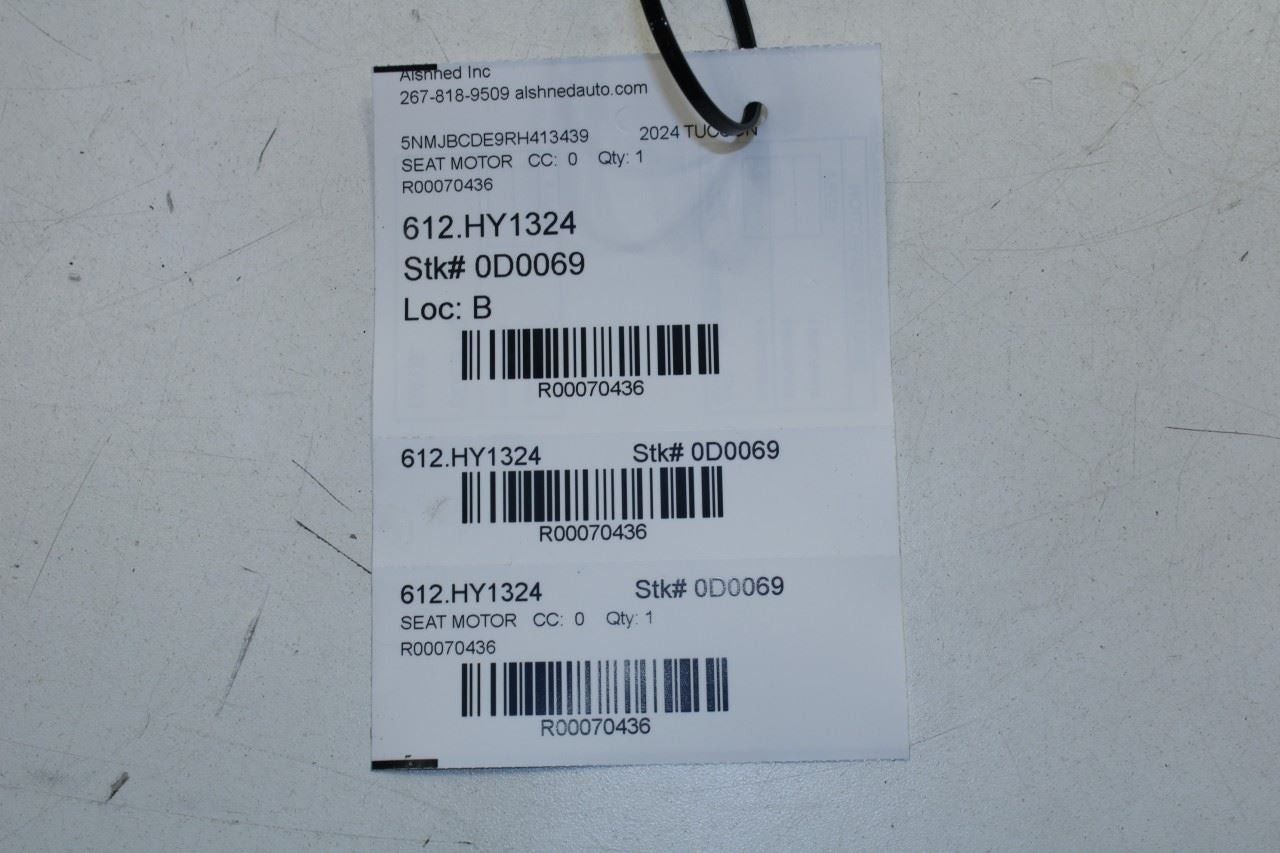 Alshned Inc
267-818-9509 alshnedauto.com
5NMJBCDE9RH413439 2024 TUCSON
SEAT MOTOR CC: 0 Qty: 1
R00070436
612.HY1324
Stk# 0D0069
Loc: B
R00070436
612.HY1324 Stk# 0D0069
R00070436
612.HY1324 Stk# 0D0069
SEAT MOTOR CC: 0 Qty: 1
R00070436
R00070436